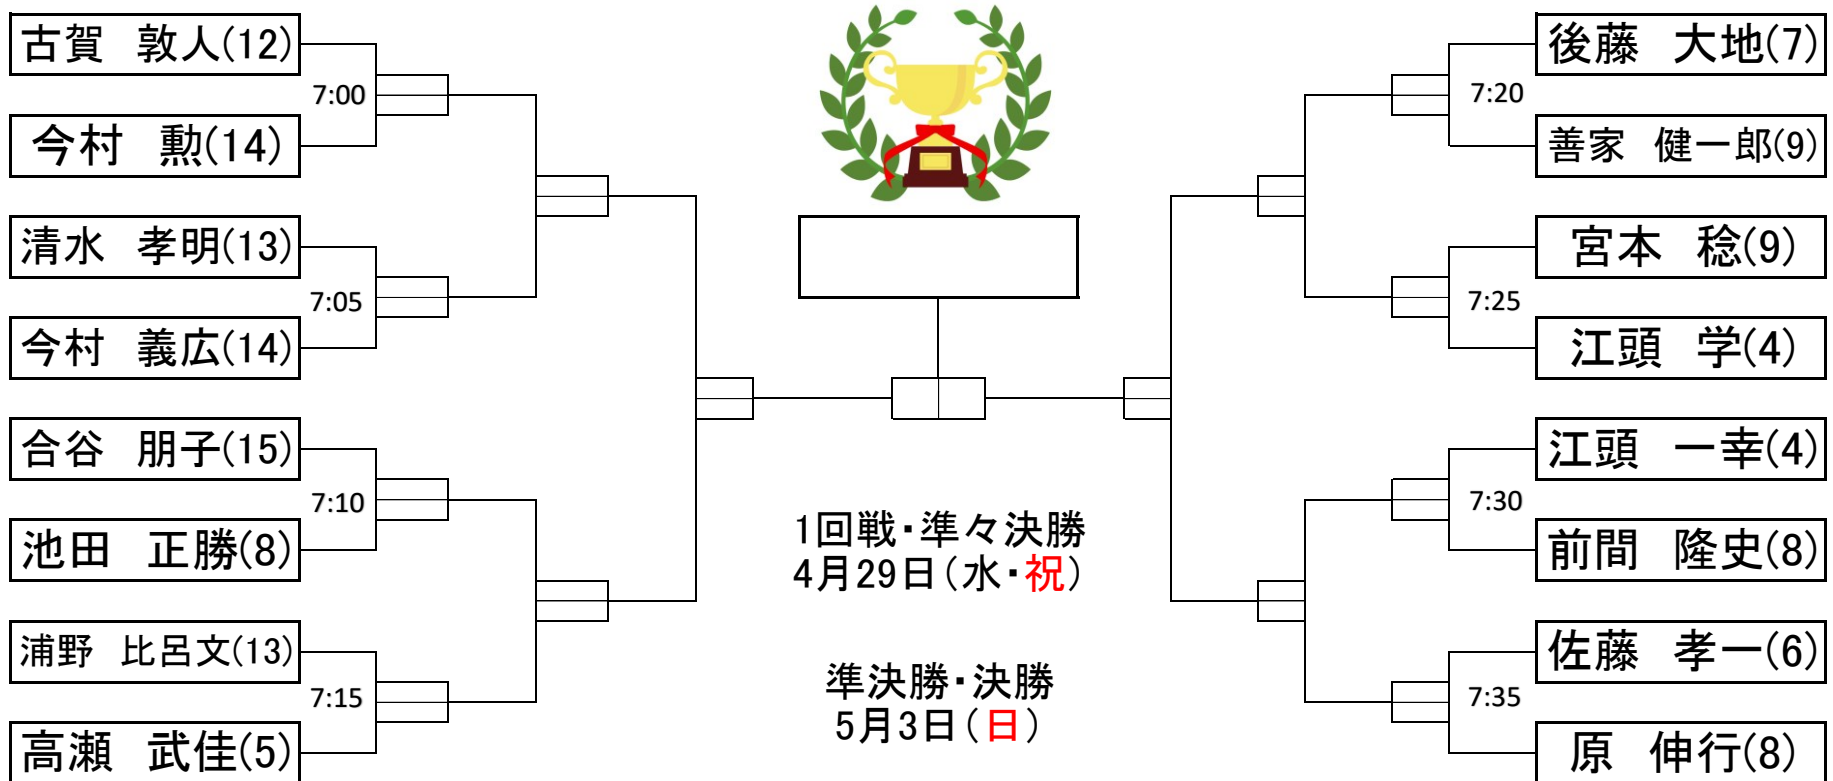 古賀　敦人(12)
7:00
今村　勲(14)
清水　孝明(13)
7:05
今村　義広(14)
合谷　朋子(15)
7:10
池田　正勝(8)
浦野　比呂文(13)
7:15
高瀬　武佳(5)
1回戦・準々決勝
4月29日（水・祝）
準決勝・決勝
5月3日（日）
後藤　大地(7)
7:20
善家　健一郎(9)
宮本　稔(9)
7:25
江頭　学(4)
江頭　一幸(4)
7:30
前間　隆史(8)
佐藤　孝一(6)
7:35
原　伸行(8)